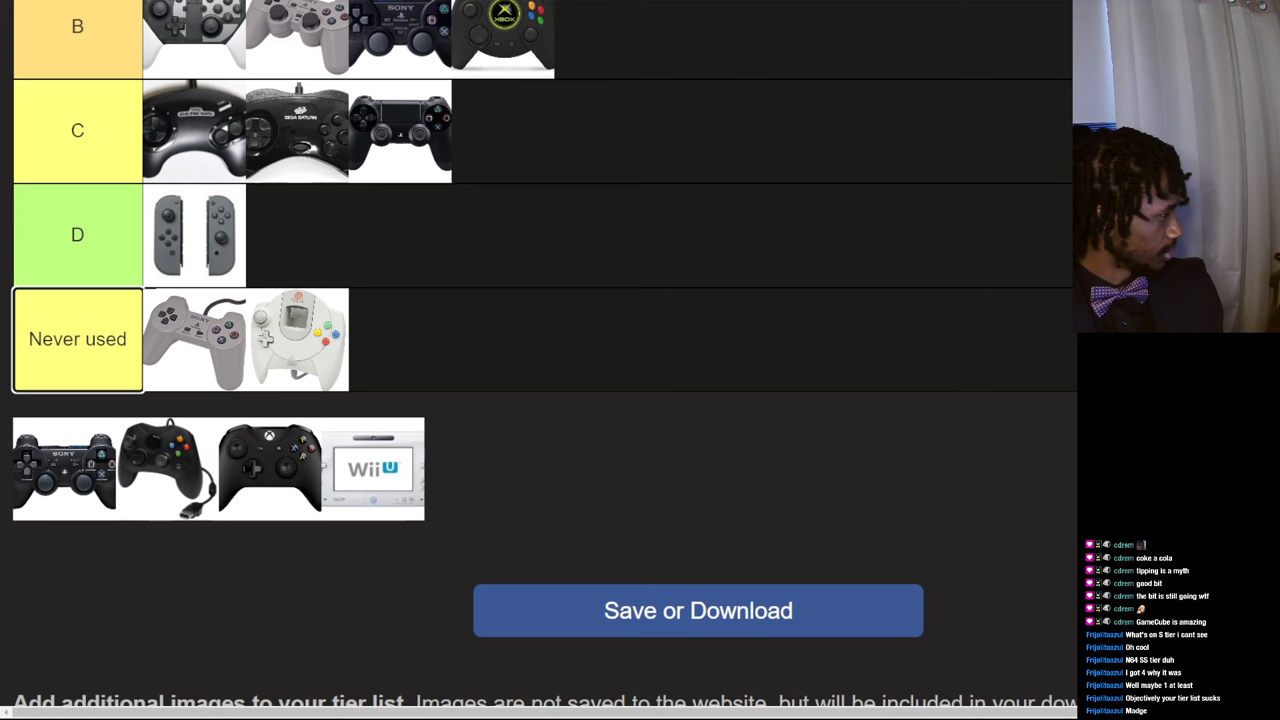 B
SONY
XBOX
C
GENESIS
SEGA SATURN
D
Never used
SONY
SONY
Wii U
Save or Download
Add additional images to your tier list. Images are not saved to the website, but will be included in your dow
cdrem
cdrem coke a cola
cdrem tipping is a myth
cdrem good bit
cdrem the bit is still going wtf
cdrem
cdrem GameCube is amazing
Frijolitoazul What's on S tier i cant see
Frijolitoazul Oh cool
Frijolitoazul N64 SS tier duh
Frijolitoazul I got 4 why it was
Frijolitoazul Well maybe 1 at least
Frijolitoazul Objectively your tier list sucks
Frijolitoazul Madge